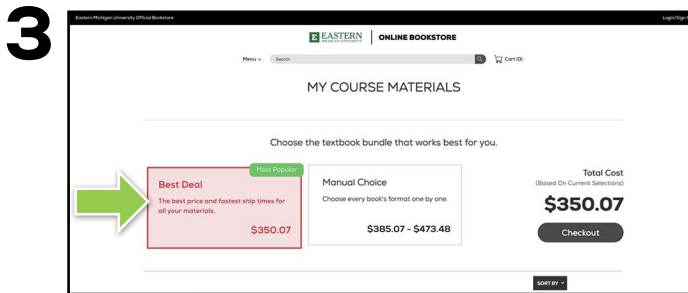 3
Eastern Michigan University Official Bookstore
Login/Sign
EASTERN
MICHIGAN UNIVERSITY
ONLINE BOOKSTORE
Menu
Search
Cart (0)
MY COURSE MATERIALS
Choose the textbook bundle that works best for you.
Most Popular
Best Deal
The best price and fastest ship times for
all your materials.
$350.07
Manual Choice
Choose every book's format one by one.
$385.07 - $473.48
Total Cost
(Based On Current Selections)
$350.07
Checkout
SORT BY